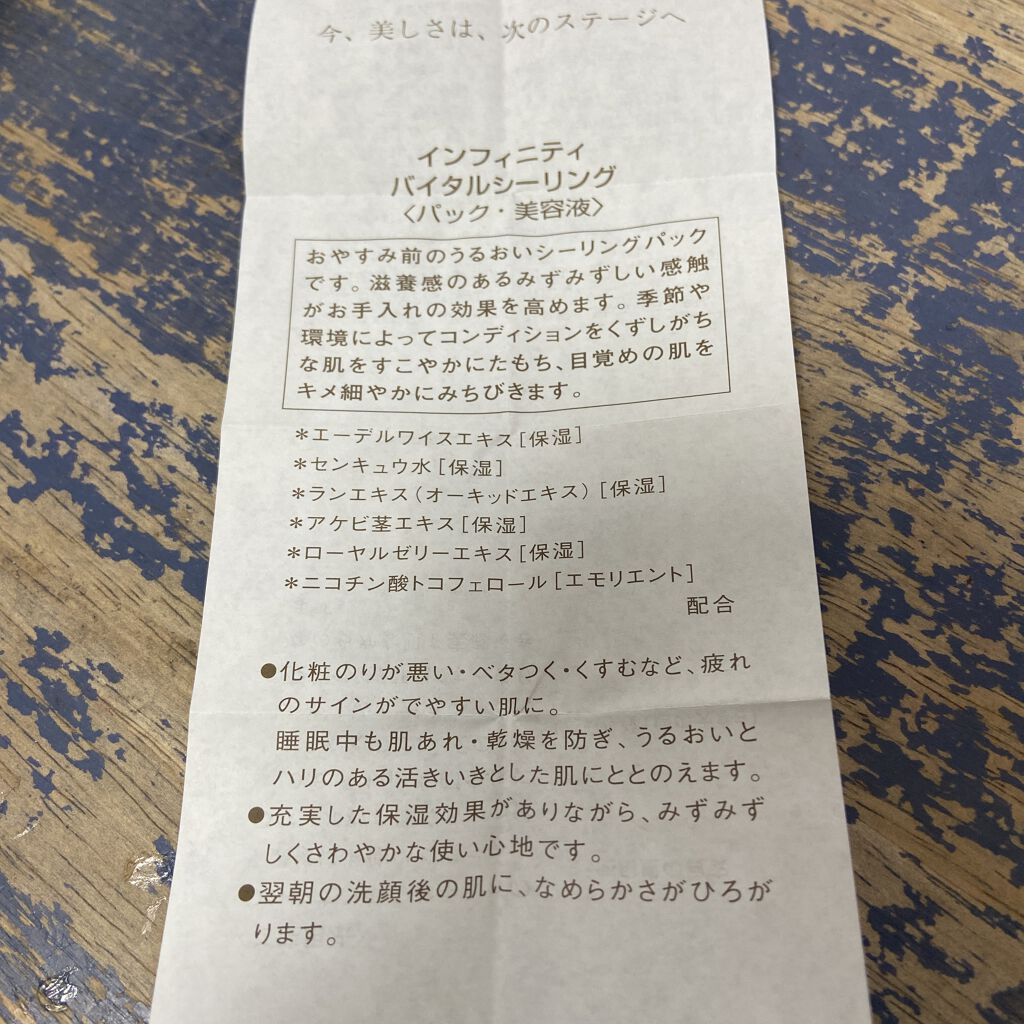 今、美しさは、次のステージへ
インフィニティ
バイタルシーリング
〈パック・美容液〉
おやすみ前のうるおいシーリングパック
です。滋養感のあるみずみずしい感触
がお手入れの効果を高めます。季節や
環境によってコンディションをくずしがち
な肌をすこやかにたもち、目覚めの肌を
キメ細やかにみちびきます。
＊エーデルワイスエキス[保湿]
＊センキュウ水[保湿]
＊ランエキス(オーキッドエキス)[保湿]
＊アケビ茎エキス[保湿]
＊ローヤルゼリーエキス[保湿]
＊ニコチン酸トコフェロール[エモリエント]
配合
●化粧のりが悪い・ベタつく・くすむなど、疲れ
のサインがでやすい肌に。
睡眠中も肌あれ・乾燥を防ぎ、うるおいと
ハリのある活きいきとした肌にととのえます。
●充実した保湿効果がありながら、みずみず
しくさわやかな使い心地です。
●翌朝の洗顔後の肌に、なめらかさがひろが
ります。